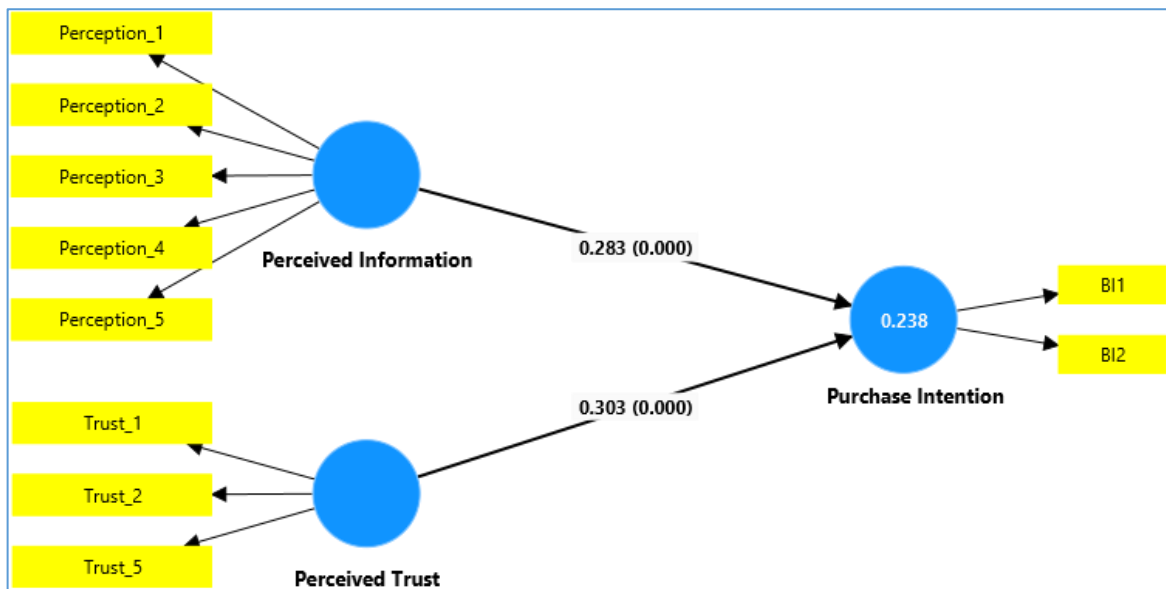 Perception_1
Perception_2
Perception_3
Perception_4
Perception_5
Perceived Information
0.283 (0.000)
0.238
BI1
BI2
Purchase Intention
0.303 (0.000)
Trust_1
Trust_2
Trust_5
Perceived Trust